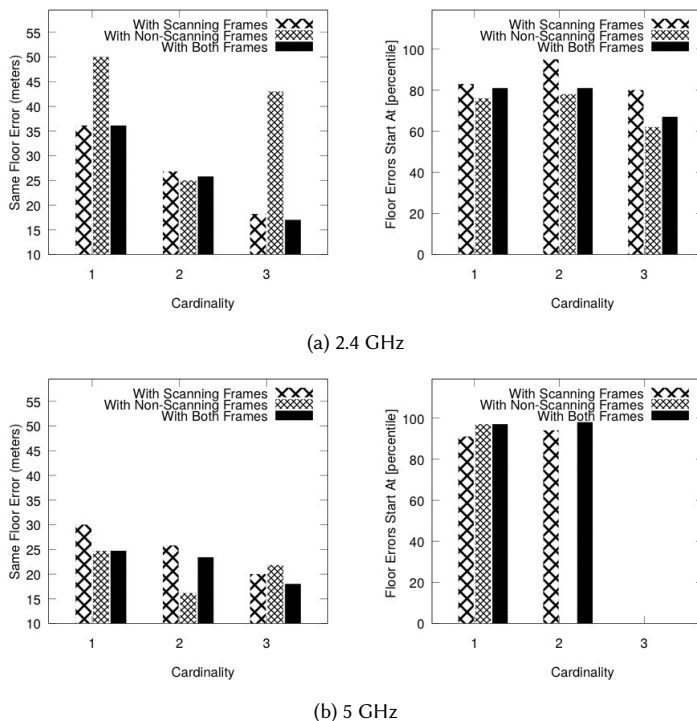 55
50
45
40
35
30
25
20
15
10
Same Floor Error (meters)
With Scanning Frames
With Non-Scanning Frames
With Both Frames
1 2 3
Cardinality
100
80
60
40
20
0
Floor Errors Start At [percentile]
With Scanning Frames
With Non-Scanning Frames
With Both Frames
1 2 3
Cardinality
(a) 2.4 GHz
55
50
45
40
35
30
25
20
15
10
Same Floor Error (meters)
With Scanning Frames
With Non-Scanning Frames
With Both Frames
1 2 3
Cardinality
100
80
60
40
20
0
Floor Errors Start At [percentile]
With Scanning Frames
With Non-Scanning Frames
With Both Frames
1 2 3
Cardinality
(b) 5 GHz